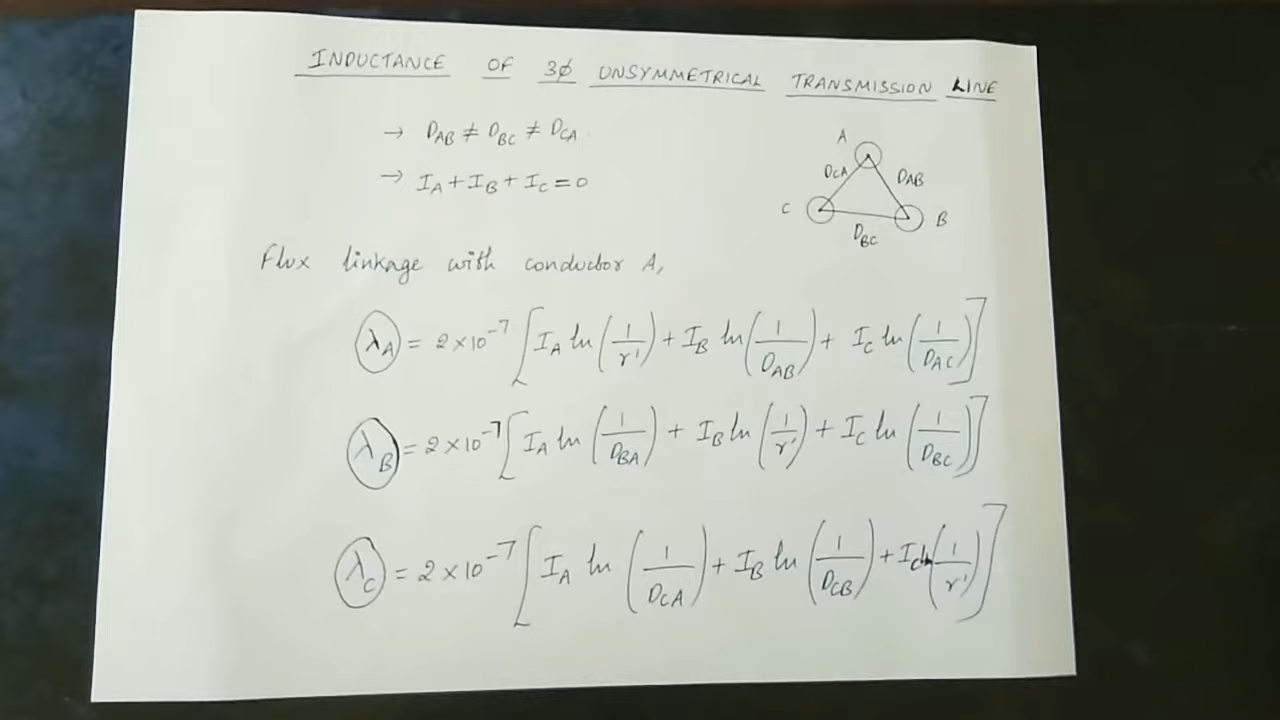 INDUCTANCE OF 3Ø UNSYMMETRICAL TRANSMISSION LINE
→ D_AB ≠ D_BC ≠ D_CA
→ I_A + I_B + I_C = 0
A
D_CA D_AB
C B
D_BC
Flux linkage with conductor A,
λ_A = 2×10^-7 [I_A ln(1/r') + I_B ln(1/D_AB) + I_C ln(1/D_AC)]
λ_B = 2×10^-7 [I_A ln(1/D_BA) + I_B ln(1/r') + I_C ln(1/D_BC)]
λ_C = 2×10^-7 [I_A ln(1/D_CA) + I_B ln(1/D_CB) + I_C ln(1/r')]